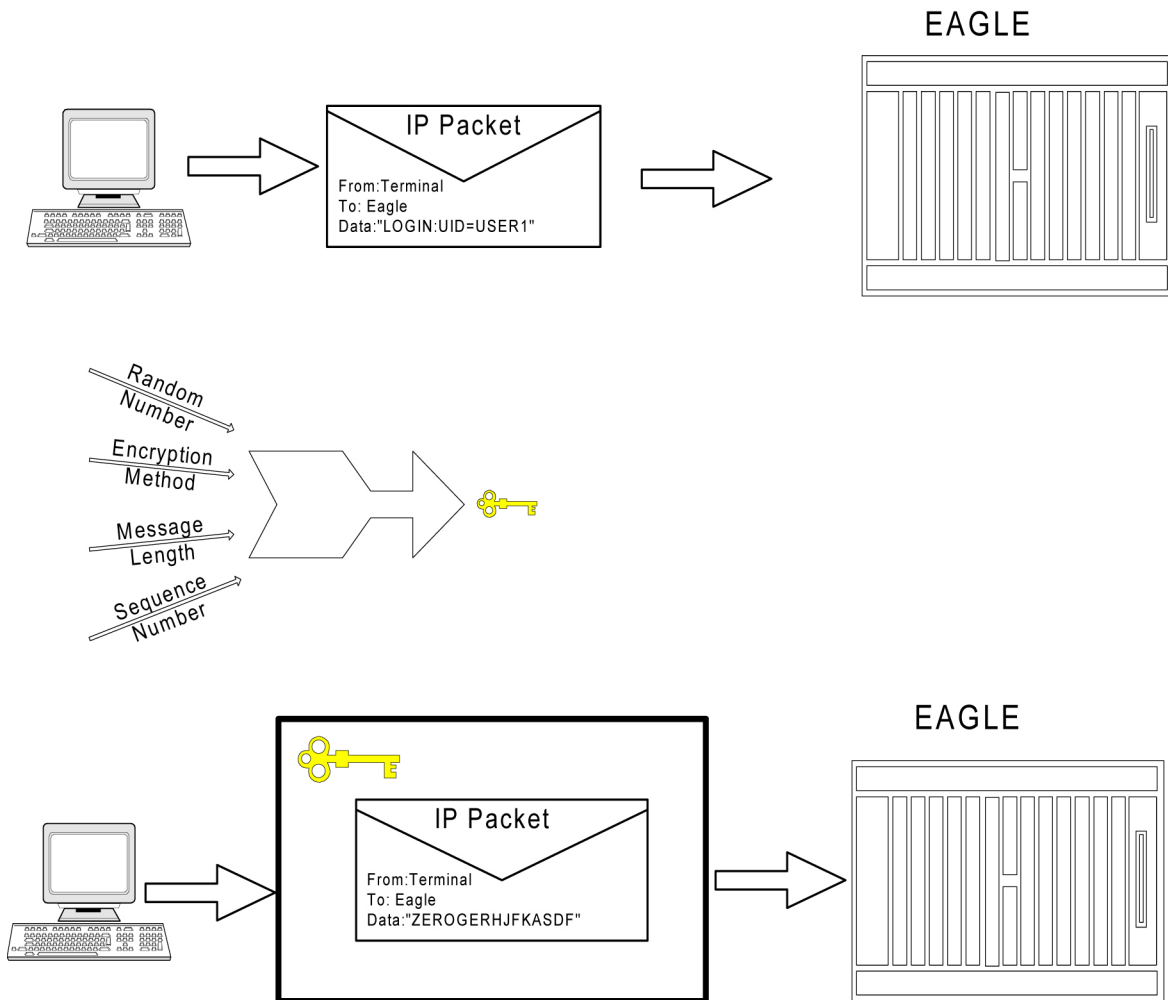 EAGLE
IP Packet
From:Terminal
To: Eagle
Data:"LOGIN:UID=USER1"
Random
Number
Encryption
Method
Message
Length
Sequence
Number
EAGLE
IP Packet
From:Terminal
To: Eagle
Data:"ZEROGERHJFKASDF"